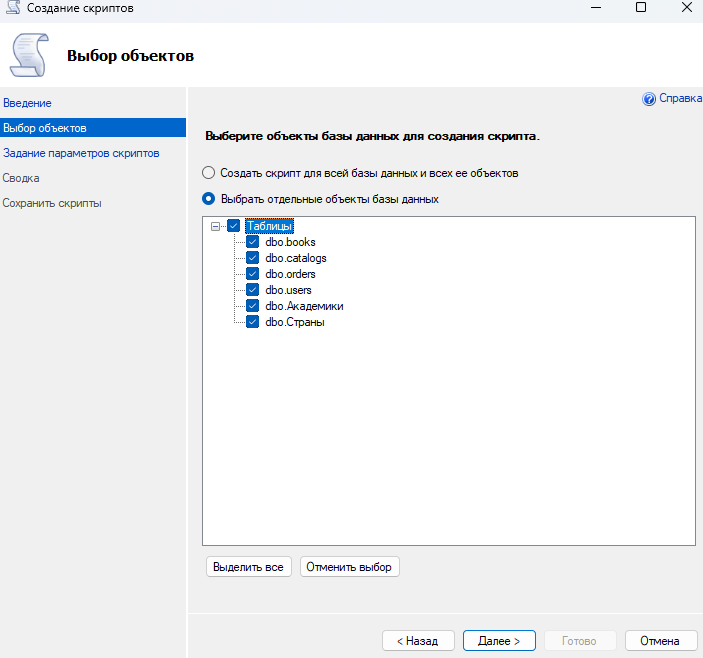 Создание скриптов
Выбор объектов
Справка
Введение
Выбор объектов
Задание параметров скриптов
Сводка
Сохранить скрипты
Выберите объекты базы данных для создания скрипта.
Создать скрипт для всей базы данных и всех ее объектов
Выбрать отдельные объекты базы данных
Таблицы
dbo.books
dbo.catalogs
dbo.orders
dbo.users
dbo.Академики
dbo.Страны
Выделить все
Отменить выбор
< Назад
Далее >
Готово
Отмена